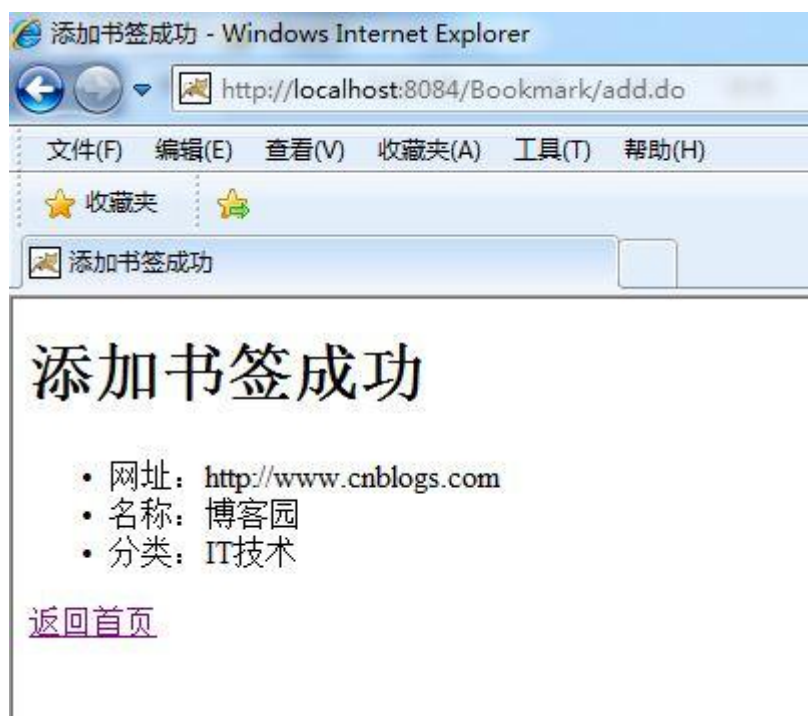 添加书签成功 - Windows Internet Explorer
http://localhost:8084/Bookmark/add.do
文件(F) 编辑(E) 查看(V) 收藏夹(A) 工具(T) 帮助(H)
收藏夹
添加书签成功
添加书签成功
• 网址：http://www.cnblogs.com
• 名称：博客园
• 分类：IT技术
返回首页